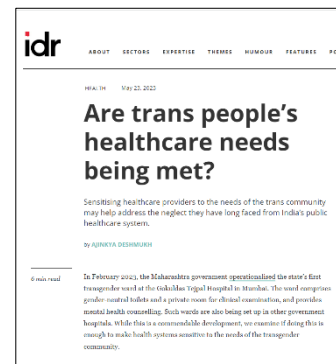 idr
ABOUT SECTORS EXPERTISE THEMES HUMOUR FEATURES PO
HEALTH May 23, 2023
Are trans people's
healthcare needs
being met?
Sensitising healthcare providers to the needs of the trans community
may help address the neglect they have long faced from India's public
healthcare system.
by AJINKYA DESHMUKH
6 min read
In February 2023, the Maharashtra government operationalised the state's first
transgender ward at the Gokuldas Tejpal Hospital in Mumbai. The ward comprises
gender-neutral toilets and a private room for clinical examination, and provides
mental health counselling. Such wards are also being set up in other government
hospitals. While this is a commendable development, we examine if doing this is
enough to make health systems sensitive to the needs of the transgender
community.